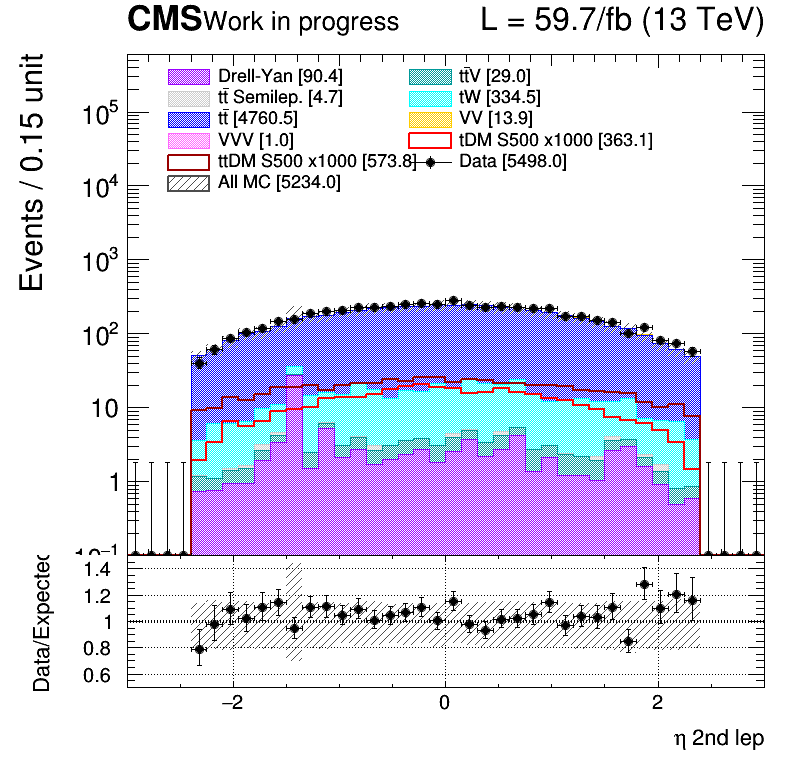 CMS Work in progress L = 59.7/fb (13 TeV)
Drell-Yan [90.4] tt̄V [29.0]
tt̄ Semilep. [4.7] tW [334.5]
tt̄ [4760.5] VV [13.9]
VVV [1.0] tDM S500 x1000 [363.1]
ttDM S500 x1000 [573.8] Data [5498.0]
All MC [5234.0]
Events / 0.15 unit
10⁵
10⁴
10³
10²
10
1
10⁻¹
Data/Expected
1.4
1.2
1
0.8
0.6
−2 0 2
η 2nd lep